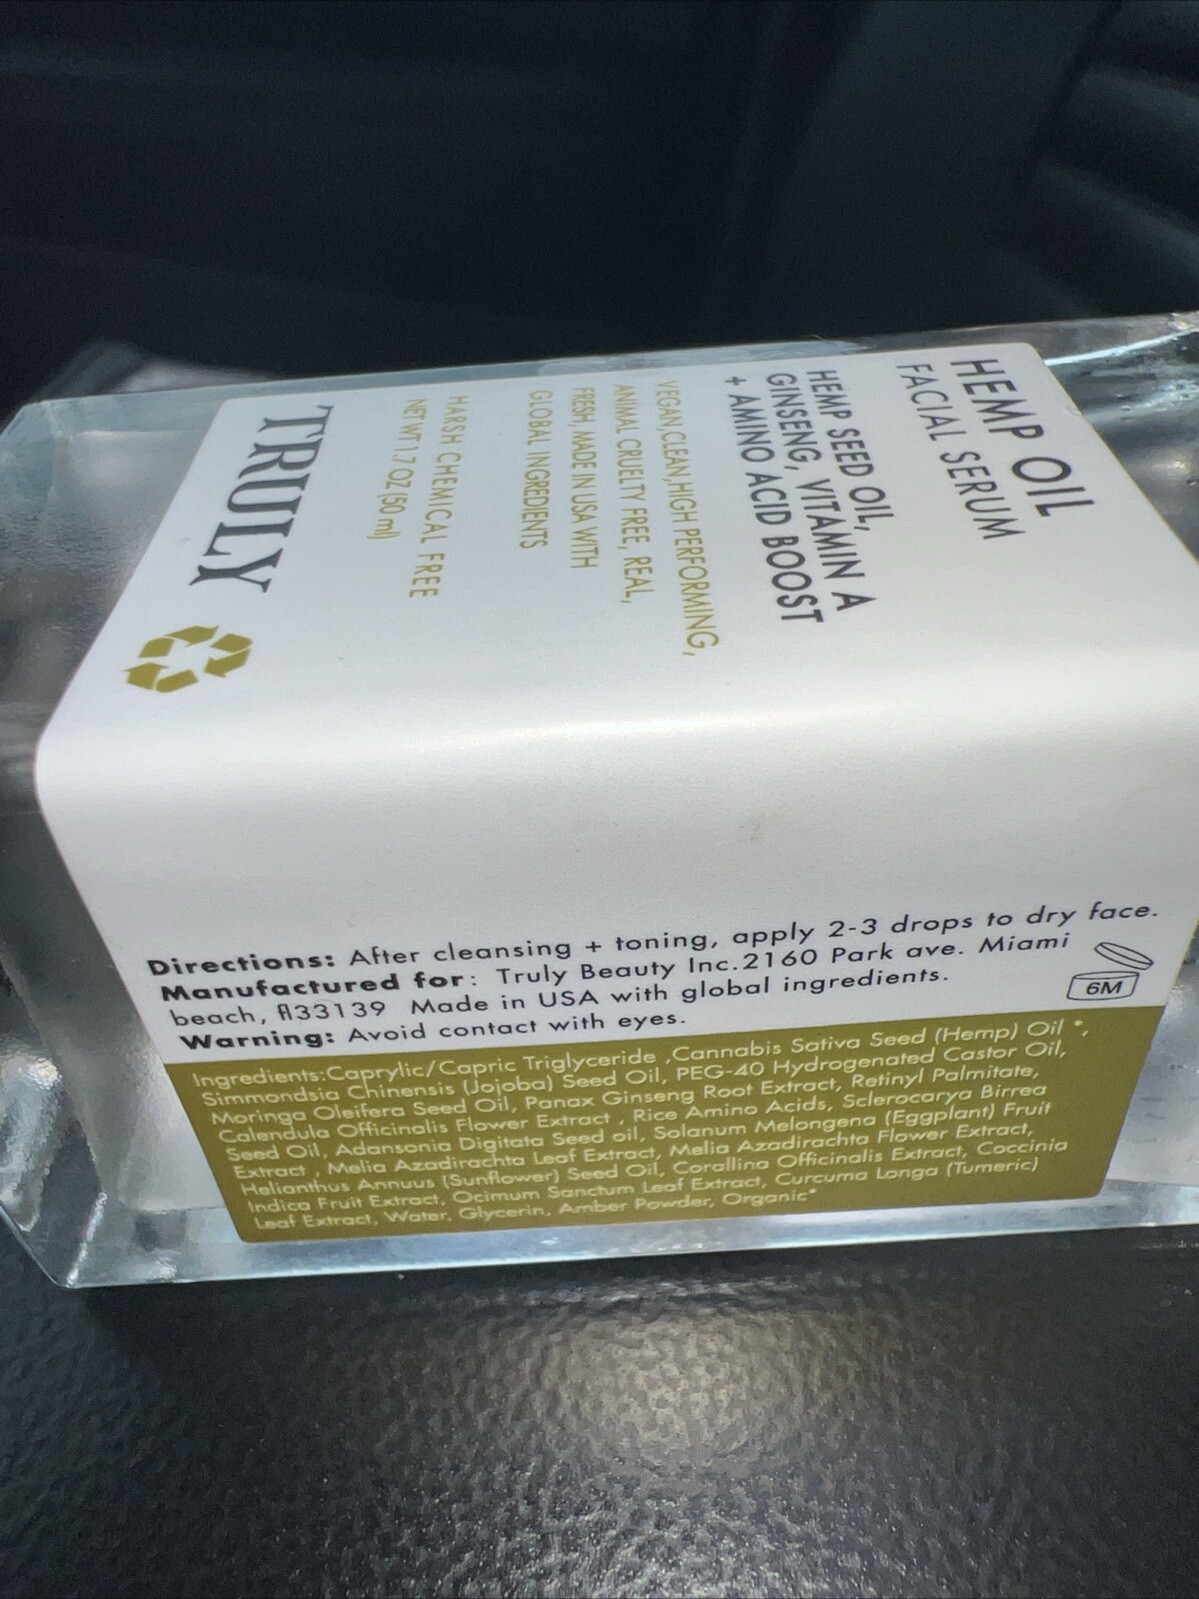 HEMP OIL
FACIAL SERUM
HEMP SEED OIL,
GINSENG, VITAMIN A
+ AMINO ACID BOOST
VEGAN,CLEAN,HIGH PERFORMING,
ANIMAL CRUELTY FREE, REAL,
FRESH, MADE IN USA WITH
GLOBAL INGREDIENTS
HARSH CHEMICAL FREE
NET WT 1.7 OZ (50 ml)
TRULY
Directions: After cleansing + toning, apply 2-3 drops to dry face.
Manufactured for: Truly Beauty Inc.2160 Park ave. Miami
beach, fl33139 Made in USA with global ingredients.
Warning: Avoid contact with eyes.
6M
Ingredients:Caprylic/Capric Triglyceride ,Cannabis Sativa Seed (Hemp) Oil *,
Simmondsia Chinensis (Jojoba) Seed Oil, PEG-40 Hydrogenated Castor Oil,
Moringa Oleifera Seed Oil, Panax Ginseng Root Extract, Retinyl Palmitate,
Calendula Officinalis Flower Extract , Rice Amino Acids, Sclerocarya Birrea
Seed Oil, Adansonia Digitata Seed oil, Solanum Melongena (Eggplant) Fruit
Extract , Melia Azadirachta Leaf Extract, Melia Azadirachta Flower Extract,
Helianthus Annuus (Sunflower) Seed Oil, Corallina Officinalis Extract, Coccinia
Indica Fruit Extract, Ocimum Sanctum Leaf Extract, Curcuma Longa (Tumeric)
Leaf Extract, Water, Glycerin, Amber Powder, Organic*